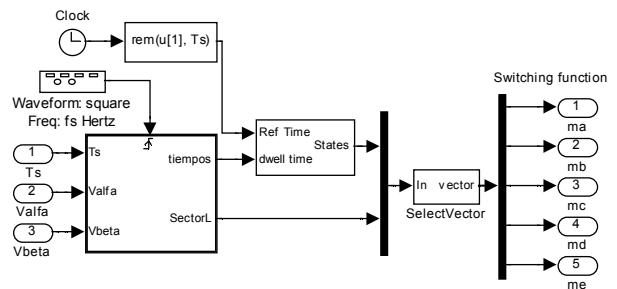 Clock
rem(u[1], Ts)
Waveform: square
Freq: fs Hertz
Switching function
1
ma
Ref Time
States
dwell time
1
Ts
Ts
tiempos
2
mb
2
Valfa
Valfa
In vector
SelectVector
3
mc
3
Vbeta
Vbeta
SectorL
4
md
5
me